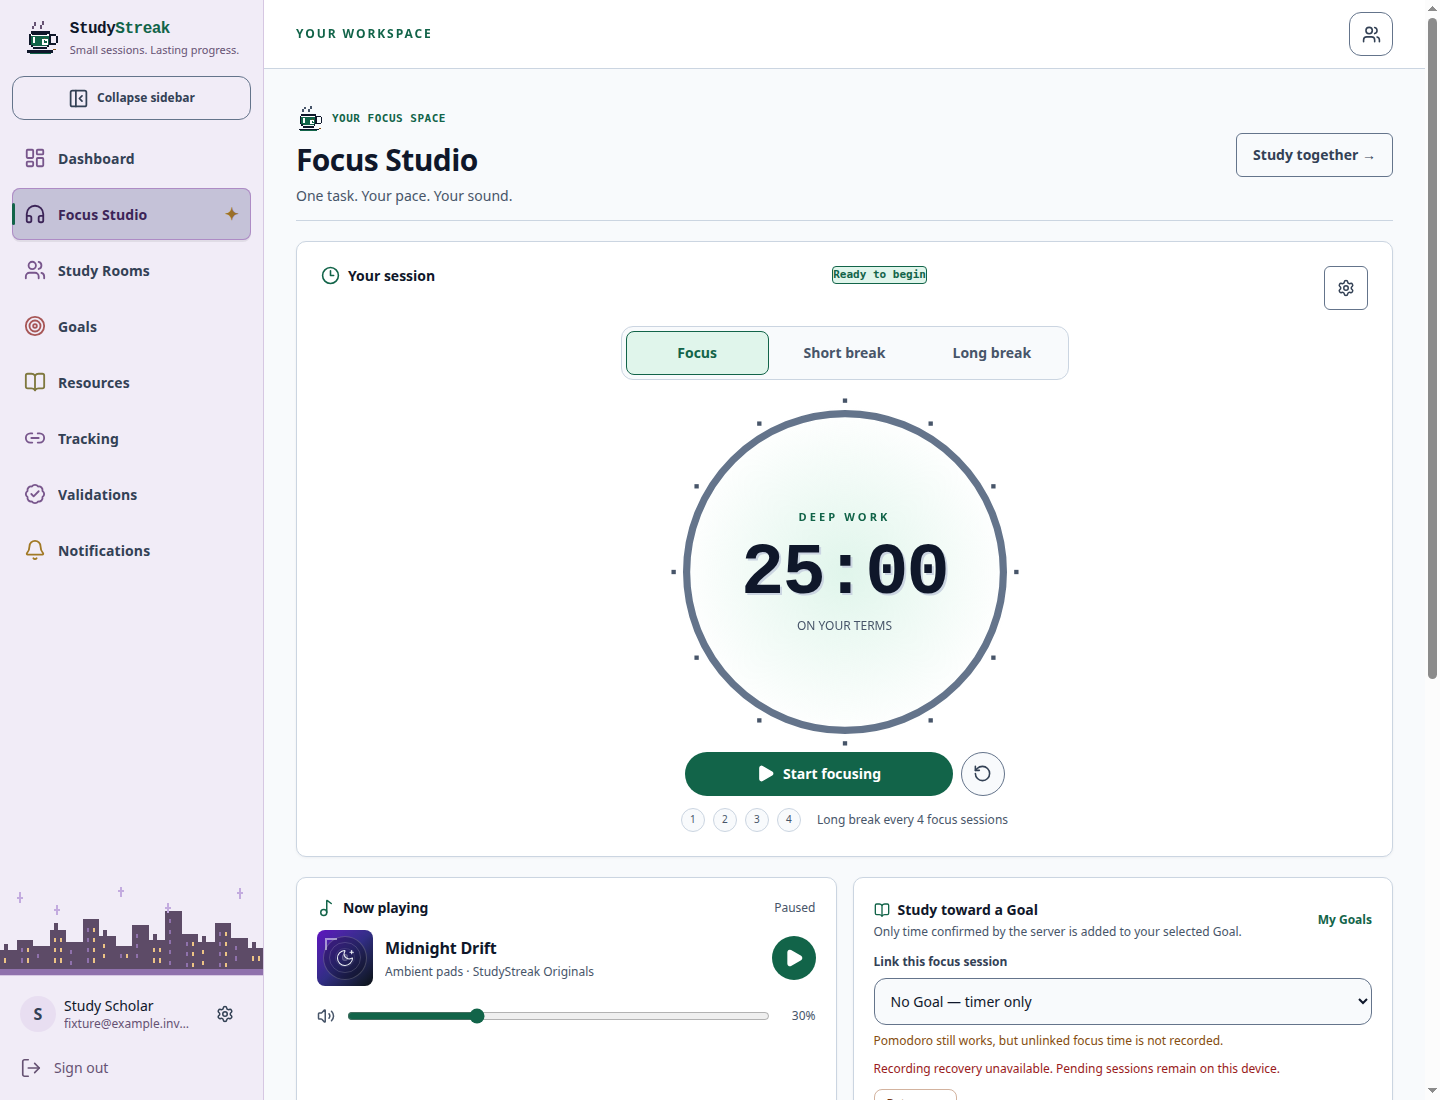 StudyStreak
Small sessions. Lasting progress.
Collapse sidebar
Dashboard
Focus Studio
Study Rooms
Goals
Resources
Tracking
Validations
Notifications
S
Study Scholar
fixture@example.inv...
Sign out
YOUR WORKSPACE
YOUR FOCUS SPACE
Focus Studio
One task. Your pace. Your sound.
Study together →
Your session
Ready to begin
Focus
Short break
Long break
DEEP WORK
25:00
ON YOUR TERMS
Start focusing
1 2 3 4 Long break every 4 focus sessions
Now playing
Paused
Midnight Drift
Ambient pads · StudyStreak Originals
30%
Study toward a Goal
Only time confirmed by the server is added to your selected Goal.
My Goals
Link this focus session
No Goal — timer only
Pomodoro still works, but unlinked focus time is not recorded.
Recording recovery unavailable. Pending sessions remain on this device.